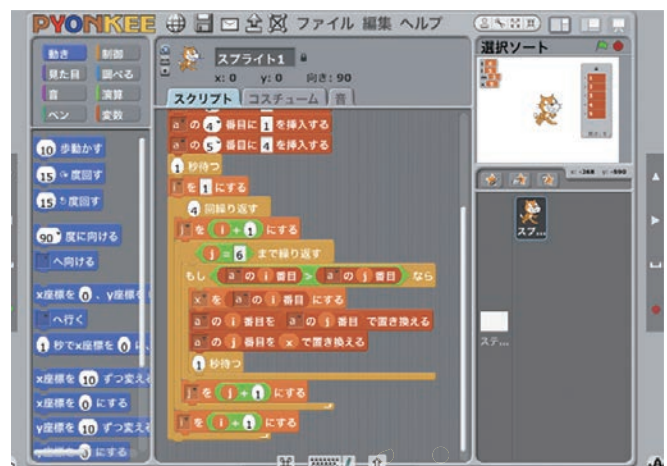 PYONKEE ファイル 編集 ヘルプ
動き 制御
見た目 調べる
音 演算
ペン 変数
10 歩動かす
15 度回す
15 度回す
90 度に向ける
へ向ける
x座標を 0 、y座標を
へ行く
1 秒でx座標を 0 に、
x座標を 10 ずつ変え
x座標を 0 にする
y座標を 10 ずつ変え
y座標を 0 にする
スプライト1
x: 0 y: 0 向き: 90
スクリプト コスチューム 音
a の 4 番目に 1 を挿入する
a の 5 番目に 4 を挿入する
1 秒待つ
i を 1 にする
4 回繰り返す
j を i + 1 にする
j = 6 まで繰り返す
もし a の i 番目 > a の j 番目 なら
x を a の i 番目 にする
a の i 番目を a の j 番目 で置き換える
a の j 番目を x で置き換える
1 秒待つ
j を j + 1 にする
i を i + 1 にする
選択ソート
スプ...
ステ...